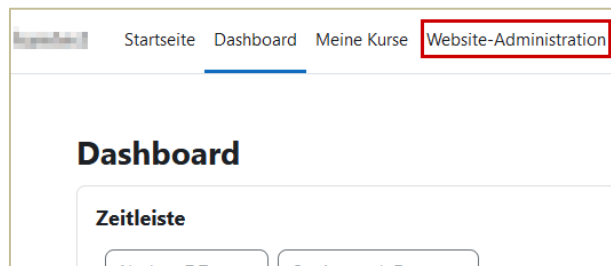 Startseite Dashboard Meine Kurse Website-Administration
Dashboard
Zeitleiste